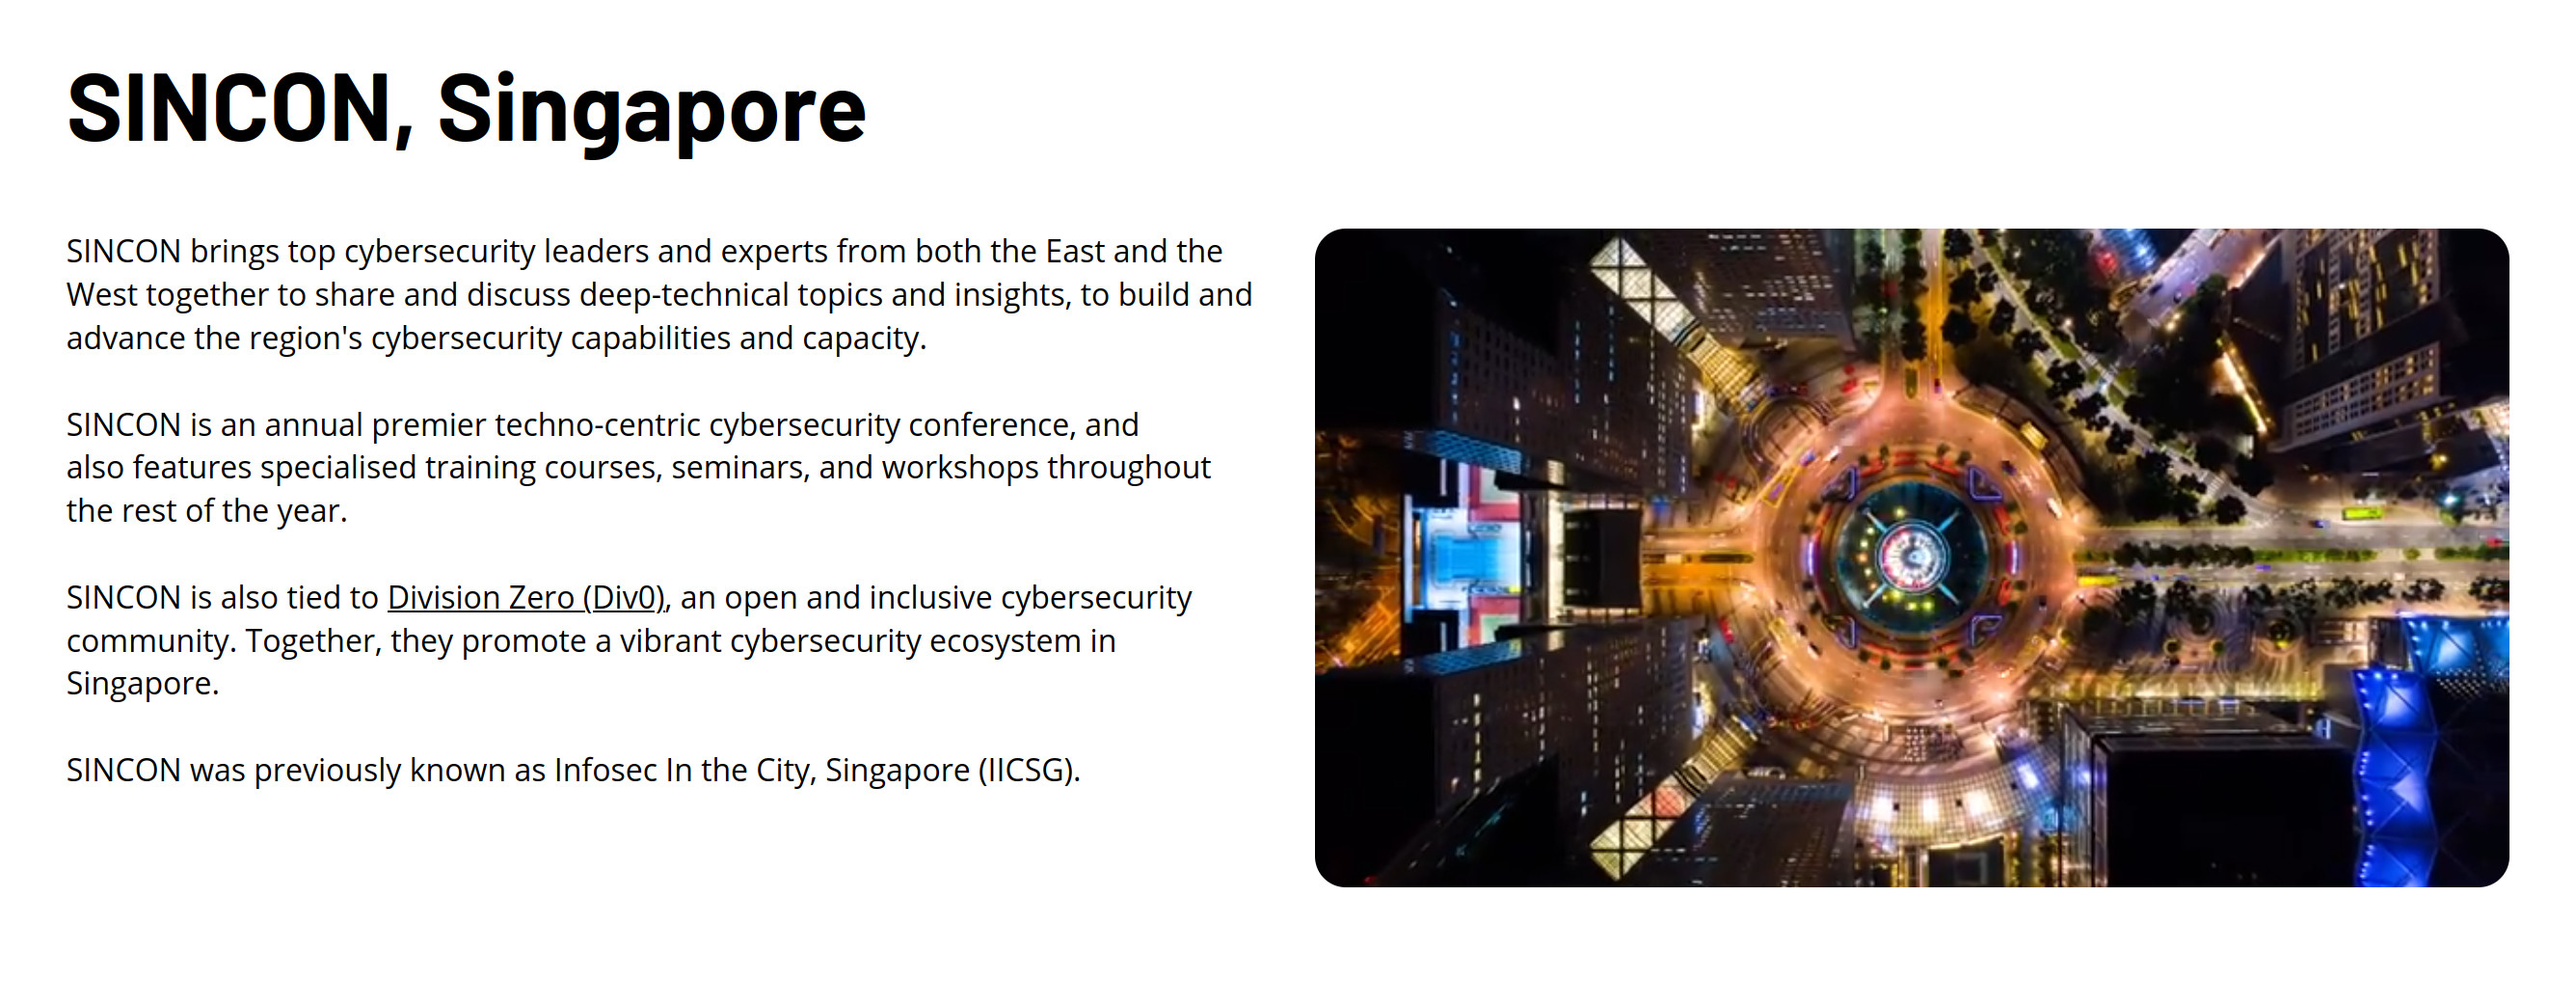 SINCON, Singapore
SINCON brings top cybersecurity leaders and experts from both the East and the
West together to share and discuss deep-technical topics and insights, to build and
advance the region's cybersecurity capabilities and capacity.
SINCON is an annual premier techno-centric cybersecurity conference, and
also features specialised training courses, seminars, and workshops throughout
the rest of the year.
SINCON is also tied to Division Zero (Div0), an open and inclusive cybersecurity
community. Together, they promote a vibrant cybersecurity ecosystem in
Singapore.
SINCON was previously known as Infosec In the City, Singapore (IICSG).